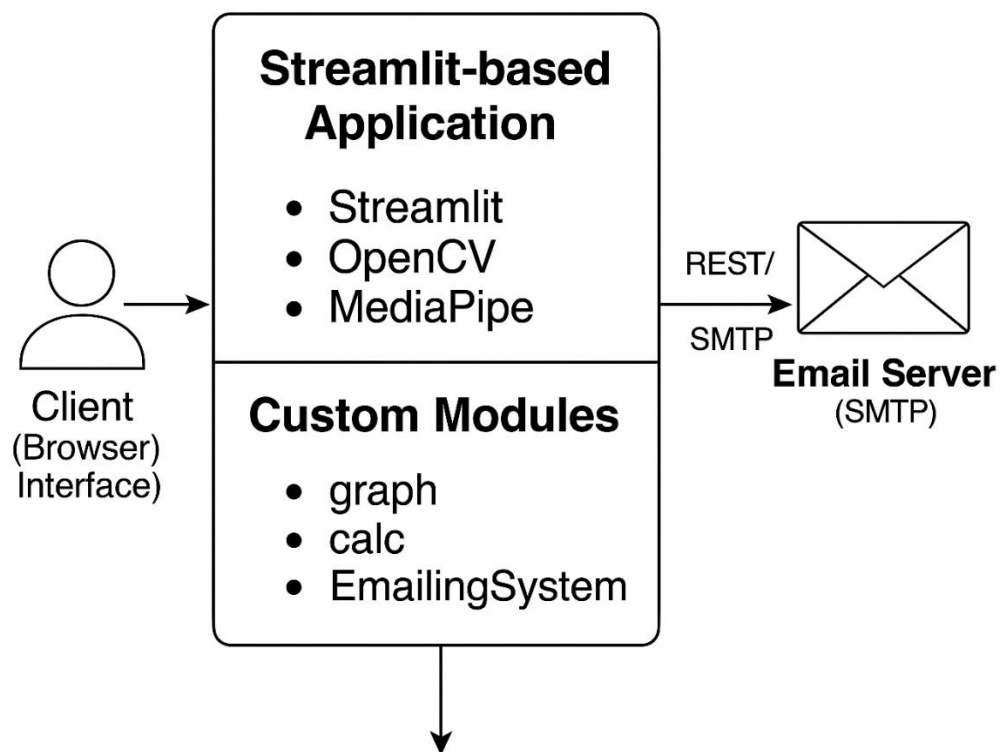 Streamlit-based
Application
• Streamlit
• OpenCV
• MediaPipe
Custom Modules
• graph
• calc
• EmailingSystem
Client
(Browser)
Interface)
REST/
SMTP
Email Server
(SMTP)